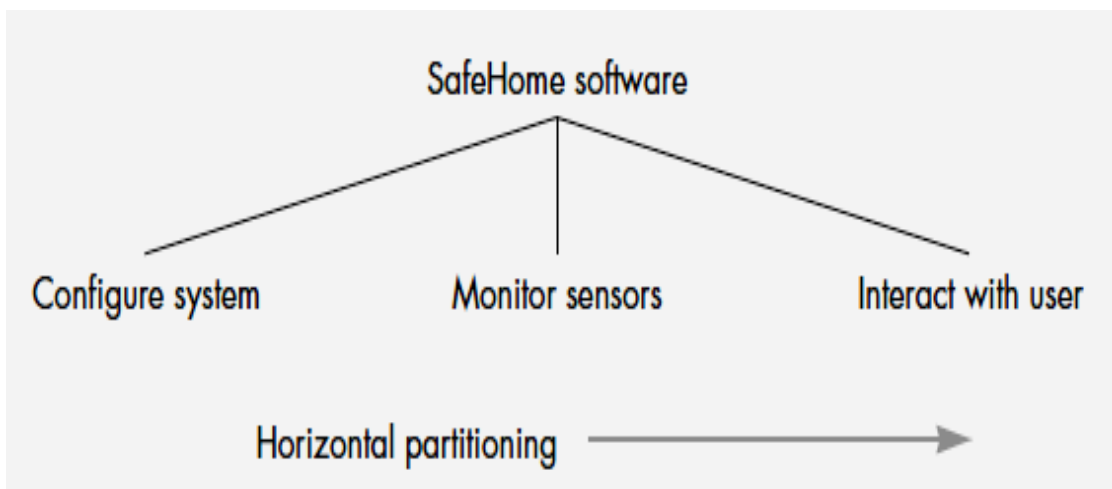 SafeHome software
Configure system Monitor sensors Interact with user
Horizontal partitioning